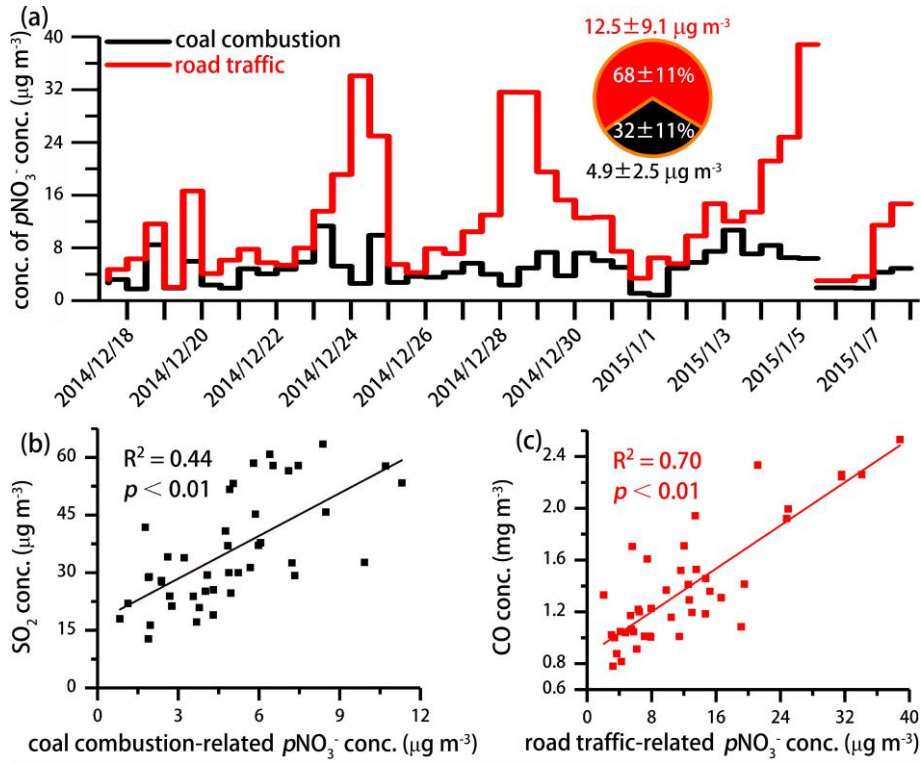 (a)
coal combustion
road traffic
12.5±9.1 μg m⁻³
68±11%
32±11%
4.9±2.5 μg m⁻³
conc. of pNO₃⁻ conc. (μg m⁻³)
40
32
24
16
8
0
2014/12/18
2014/12/20
2014/12/22
2014/12/24
2014/12/26
2014/12/28
2014/12/30
2015/1/1
2015/1/3
2015/1/5
2015/1/7
(b)
R² = 0.44
p < 0.01
SO₂ conc. (μg m⁻³)
60
45
30
15
0
0 3 6 9 12
coal combustion-related pNO₃⁻ conc. (μg m⁻³)
(c)
R² = 0.70
p < 0.01
CO conc. (mg m⁻³)
2.4
1.8
1.2
0.6
0 8 16 24 32 40
road traffic-related pNO₃⁻ conc. (μg m⁻³)